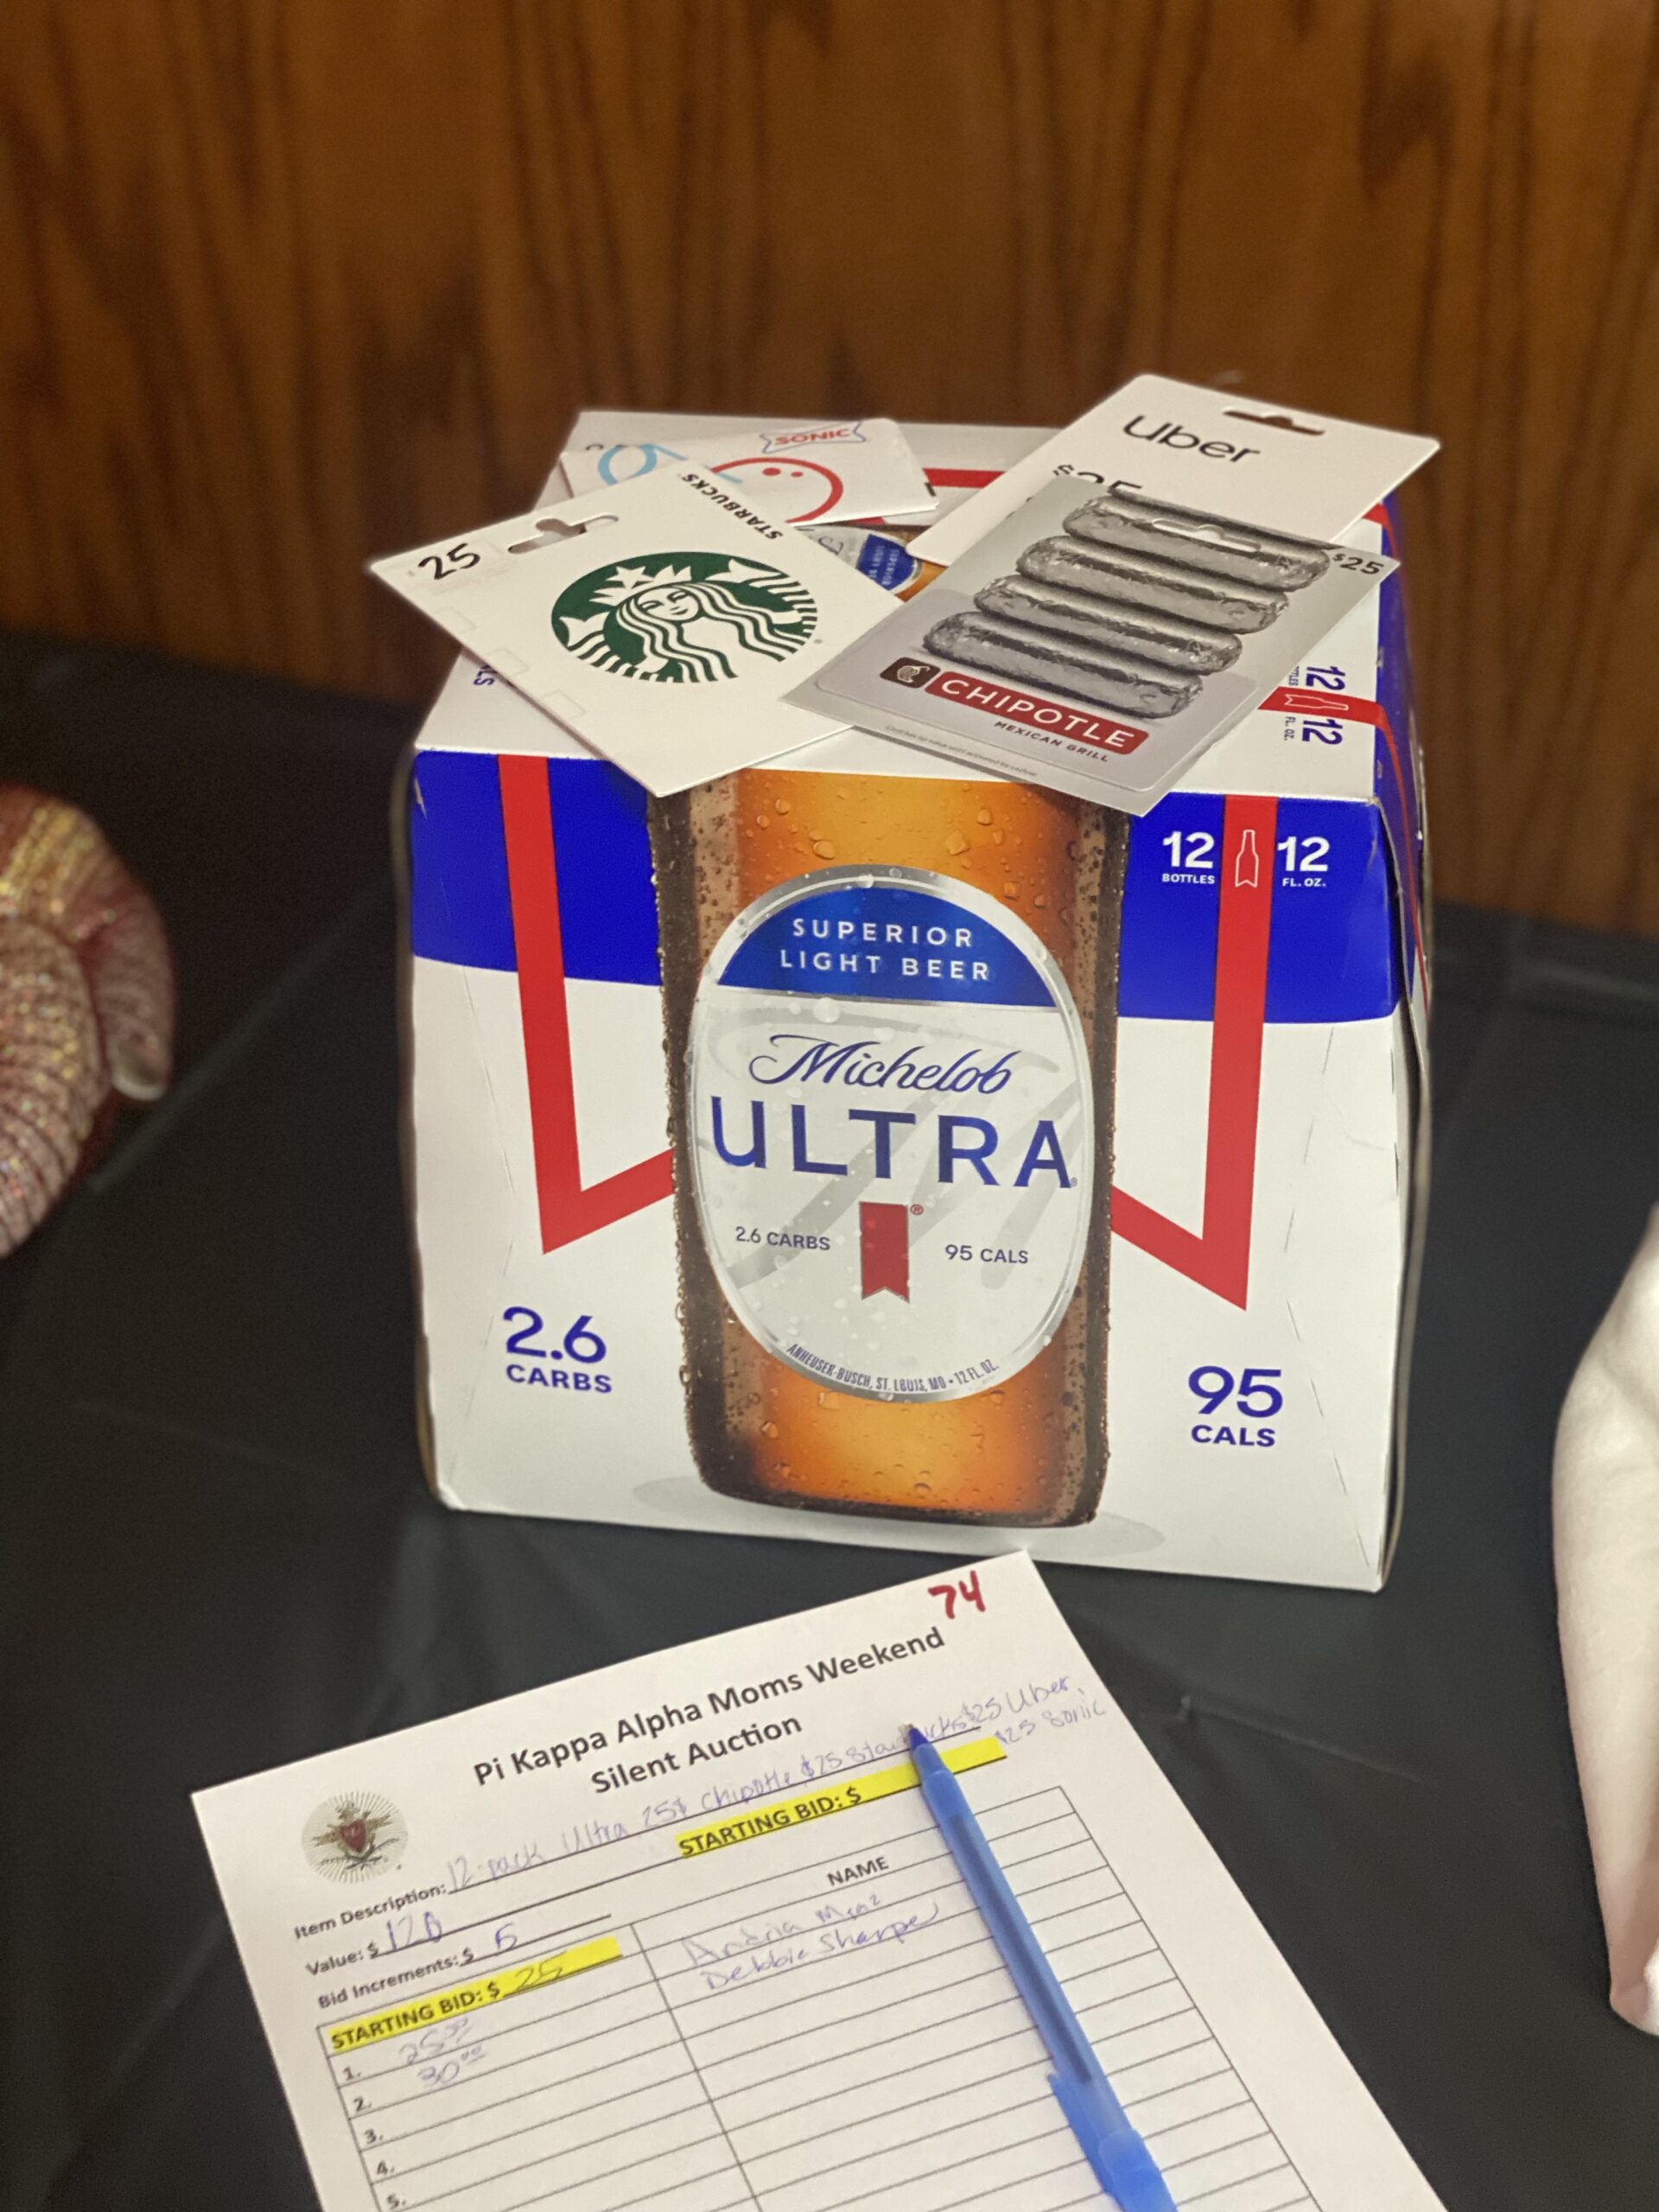 SONIC
uber
$25
25
STARBUCKS
$25
CHIPOTLE
MEXICAN GRILL
12
12
FL. OZ.
12
BOTTLES
12
FL. OZ.
SUPERIOR
LIGHT BEER
Michelob
ULTRA
2.6 CARBS
95 CALS
ANHEUSER-BUSCH, ST. LOUIS, MO • 12 FL. OZ.
2.6
CARBS
95
CALS
74
Pi Kappa Alpha Moms Weekend
Silent Auction
Item Description: 12-pack Ultra 25$ chipotle $25 Starbucks $25 Uber,
$25 Sonic
STARTING BID: $
Value: $ 120
Bid Increments: $ 5
STARTING BID: $ 25
NAME
1. 25.00
Andria
2. 30.00
Debbie Sharpe
3.
4.
5.